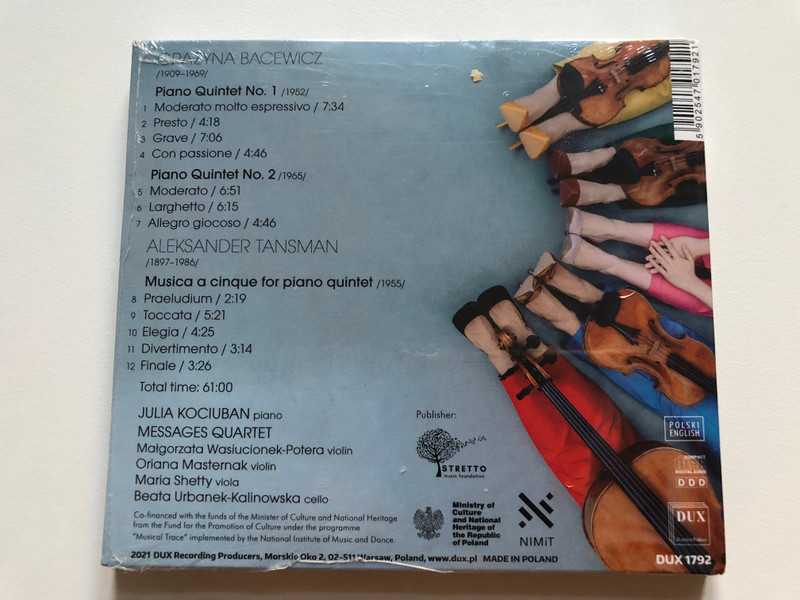 GRAŻYNA BACEWICZ
/1909–1969/
Piano Quintet No. 1 /1952/
1 Moderato molto espressivo / 7:34
2 Presto / 4:18
3 Grave / 7:06
4 Con passione / 4:46
Piano Quintet No. 2 /1965/
5 Moderato / 6:51
6 Larghetto / 6:15
7 Allegro giocoso / 4:46
ALEKSANDER TANSMAN
/1897–1986/
Musica a cinque for piano quintet /1955/
8 Praeludium / 2:19
9 Toccata / 5:21
10 Elegia / 4:25
11 Divertimento / 3:14
12 Finale / 3:26
Total time: 61:00
JULIA KOCIUBAN piano
MESSAGES QUARTET
Małgorzata Wasiucionek-Potera violin
Oriana Masternak violin
Maria Shetty viola
Beata Urbanek-Kalinowska cello
Co-financed with the funds of the Minister of Culture and National Heritage
from the Fund for the Promotion of Culture under the programme
"Musical Trace" implemented by the National Institute of Music and Dance.
Publisher:
STRETTO
music foundation
Ministry of
Culture
and National
Heritage of
the Republic
of Poland
NIMiT
5 902547 017921
POLSKI
ENGLISH
COMPACT
disc
DIGITAL AUDIO
DDD
DUX
2021 DUX Recording Producers, Morskie Oko 2, 02-511 Warsaw, Poland, www.dux.pl MADE IN POLAND
DUX 1792